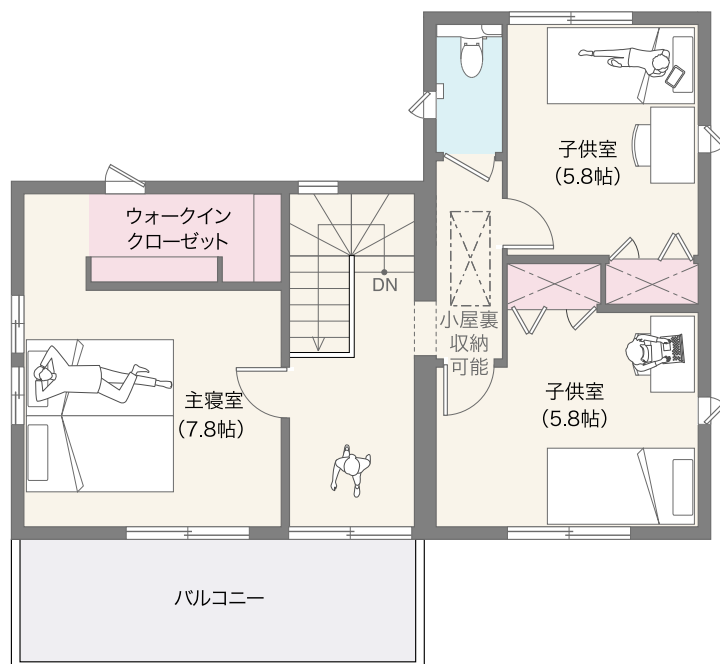 子供室
(5.8帖)
ウォークイン
クローゼット
DN
小屋裏
収納
可能
主寝室
(7.8帖)
子供室
(5.8帖)
バルコニー